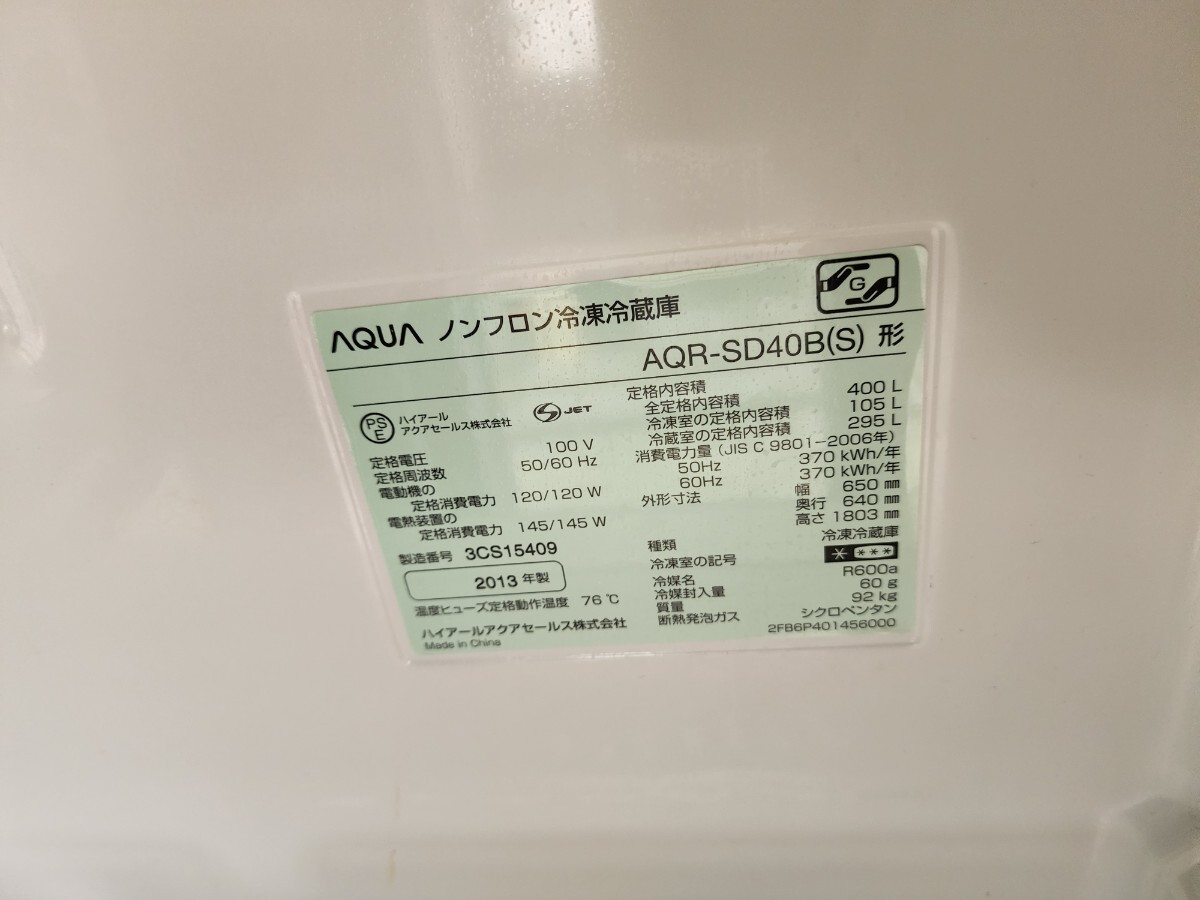 AQUA ノンフロン冷凍冷蔵庫
G
AQR-SD40B(S) 形
PSE ハイアール
アクアセールス株式会社
JET
定格電圧 100 V
定格周波数 50/60 Hz
電動機の
定格消費電力 120/120 W
電熱装置の
定格消費電力 145/145 W
製造番号 3CS15409
2013 年製
温度ヒューズ定格動作温度 76℃
ハイアールアクアセールス株式会社
Made in China
定格内容積
全定格内容積 400 L
冷凍室の定格内容積 105 L
冷蔵室の定格内容積 295 L
消費電力量 (JIS C 9801-2006年)
50Hz 370 kWh/年
60Hz 370 kWh/年
外形寸法 幅 650 mm
奥行 640 mm
高さ 1803 mm
種類 冷凍冷蔵庫
冷凍室の記号 * ***
冷媒名 R600a
冷媒封入量 60 g
質量 92 kg
断熱発泡ガス シクロペンタン
2FB6P401456000